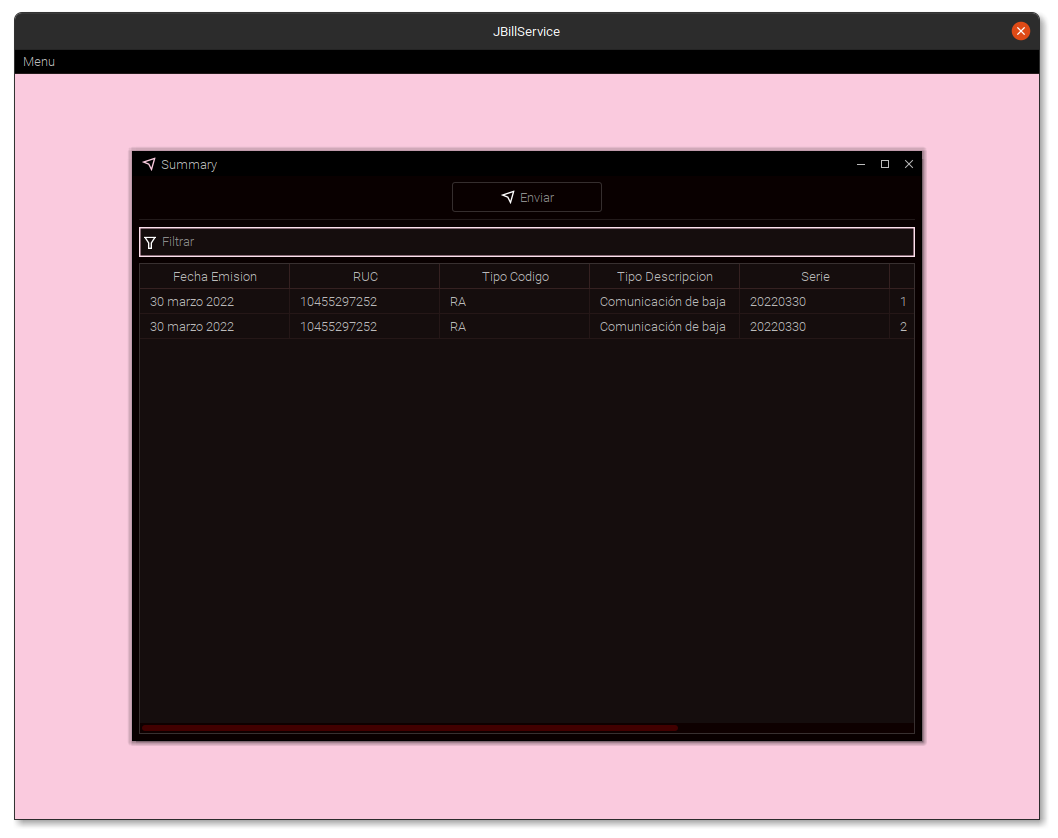 JBillService
Menu
Summary
Enviar
Filtrar
Fecha Emision RUC Tipo Codigo Tipo Descripcion Serie
30 marzo 2022 10455297252 RA Comunicación de baja 20220330 1
30 marzo 2022 10455297252 RA Comunicación de baja 20220330 2